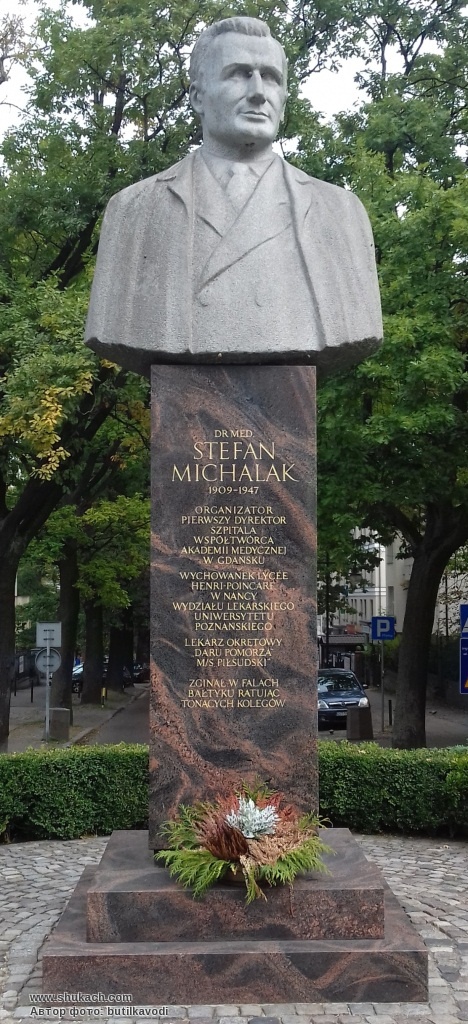 DR MED
STEFAN
MICHALAK
1909-1947
ORGANIZATOR
PIERWSZY DYREKTOR
SZPITALA
WSPÓŁTWÓRCA
AKADEMII MEDYCZNEJ
W GDAŃSKU
WYCHOWANEK LYCÉE
HENRI-POINCARÉ
W NANCY
WYDZIAŁU LEKARSKIEGO
UNIWERSYTETU
POZNAŃSKIEGO
LEKARZ OKRĘTOWY
"DARU POMORZA"
M/S "PIŁSUDSKI"
ZGINĄŁ W FALACH
BAŁTYKU RATUJĄC
TONĄCYCH KOLEGÓW
P
www.shukach.com
Автор фото: butilkavodi